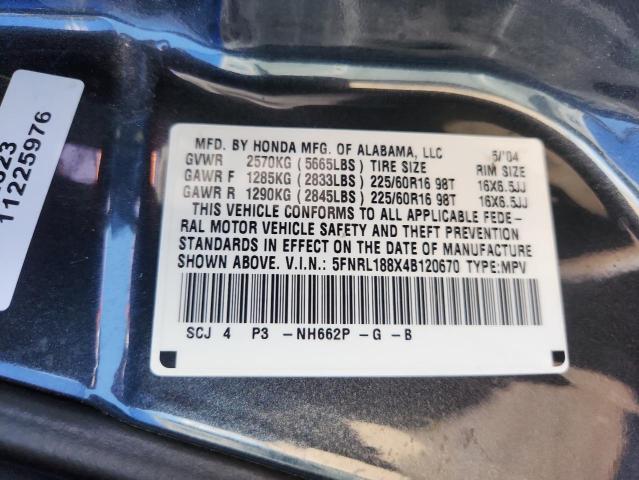 MFD. BY HONDA MFG. OF ALABAMA, LLC 5/'04
GVWR 2570KG ( 5665LBS) TIRE SIZE RIM SIZE
GAWR F 1285KG ( 2833LBS ) 225/60R16 98T 16X6.5JJ
GAWR R 1290KG ( 2845LBS ) 225/60R16 98T 16X6.5JJ
THIS VEHICLE CONFORMS TO ALL APPLICABLE FEDE-
RAL MOTOR VEHICLE SAFETY AND THEFT PREVENTION
STANDARDS IN EFFECT ON THE DATE OF MANUFACTURE
SHOWN ABOVE. V.I.N.: 5FNRL188X4B120670 TYPE:MPV
SCJ 4 P3 -NH662P -G -B
11225976